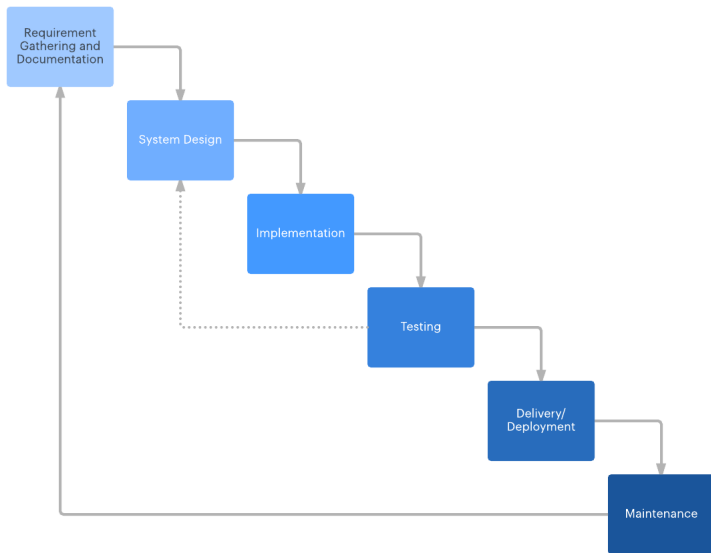 Requirement
Gathering and
Documentation
System Design
Implementation
Testing
Delivery/
Deployment
Maintenance